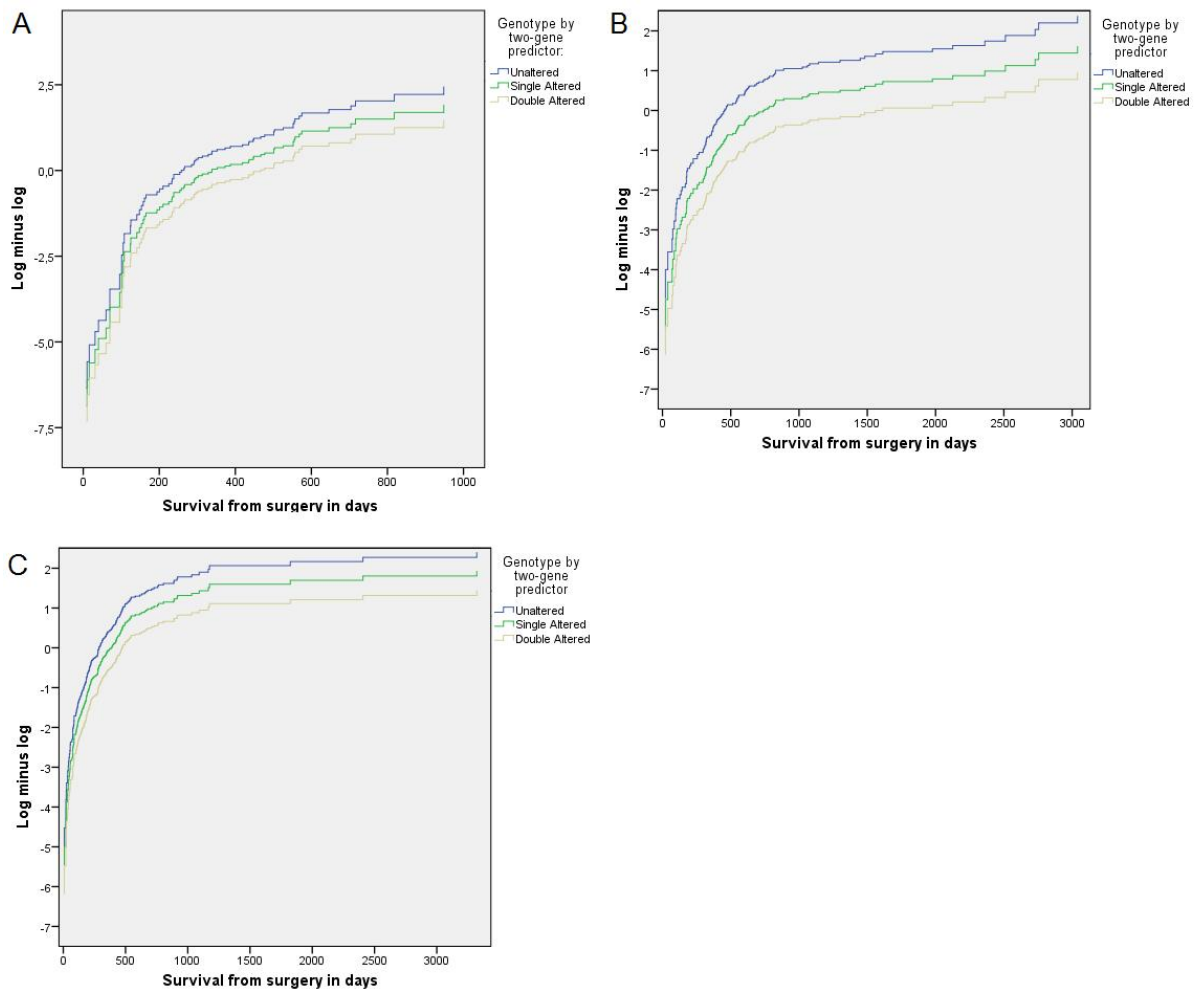 A
Genotype by
two-gene
predictor:
Unaltered
Single Altered
Double Altered
2,5
0,0
-2,5
-5,0
-7,5
Log minus log
0 200 400 600 800 1000
Survival from surgery in days
B
Genotype by
two-gene
predictor
Unaltered
Single Altered
Double Altered
2
1
0
-1
-2
-3
-4
-5
-6
-7
Log minus log
0 500 1000 1500 2000 2500 3000
Survival from surgery in days
C
Genotype by
two-gene
predictor
Unaltered
Single Altered
Double Altered
2
1
0
-1
-2
-3
-4
-5
-6
-7
Log minus log
0 500 1000 1500 2000 2500 3000
Survival from surgery in days